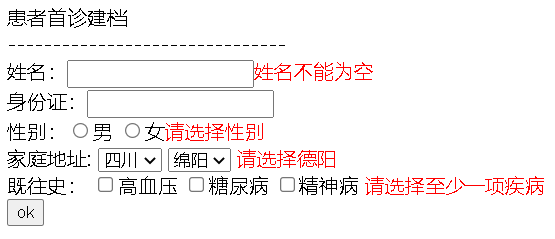 患者首诊建档
-------------------------------
姓名：姓名不能为空
身份证：
性别： 男 女请选择性别
家庭地址: 四川 绵阳 请选择德阳
既往史： 高血压 糖尿病 精神病 请选择至少一项疾病
ok